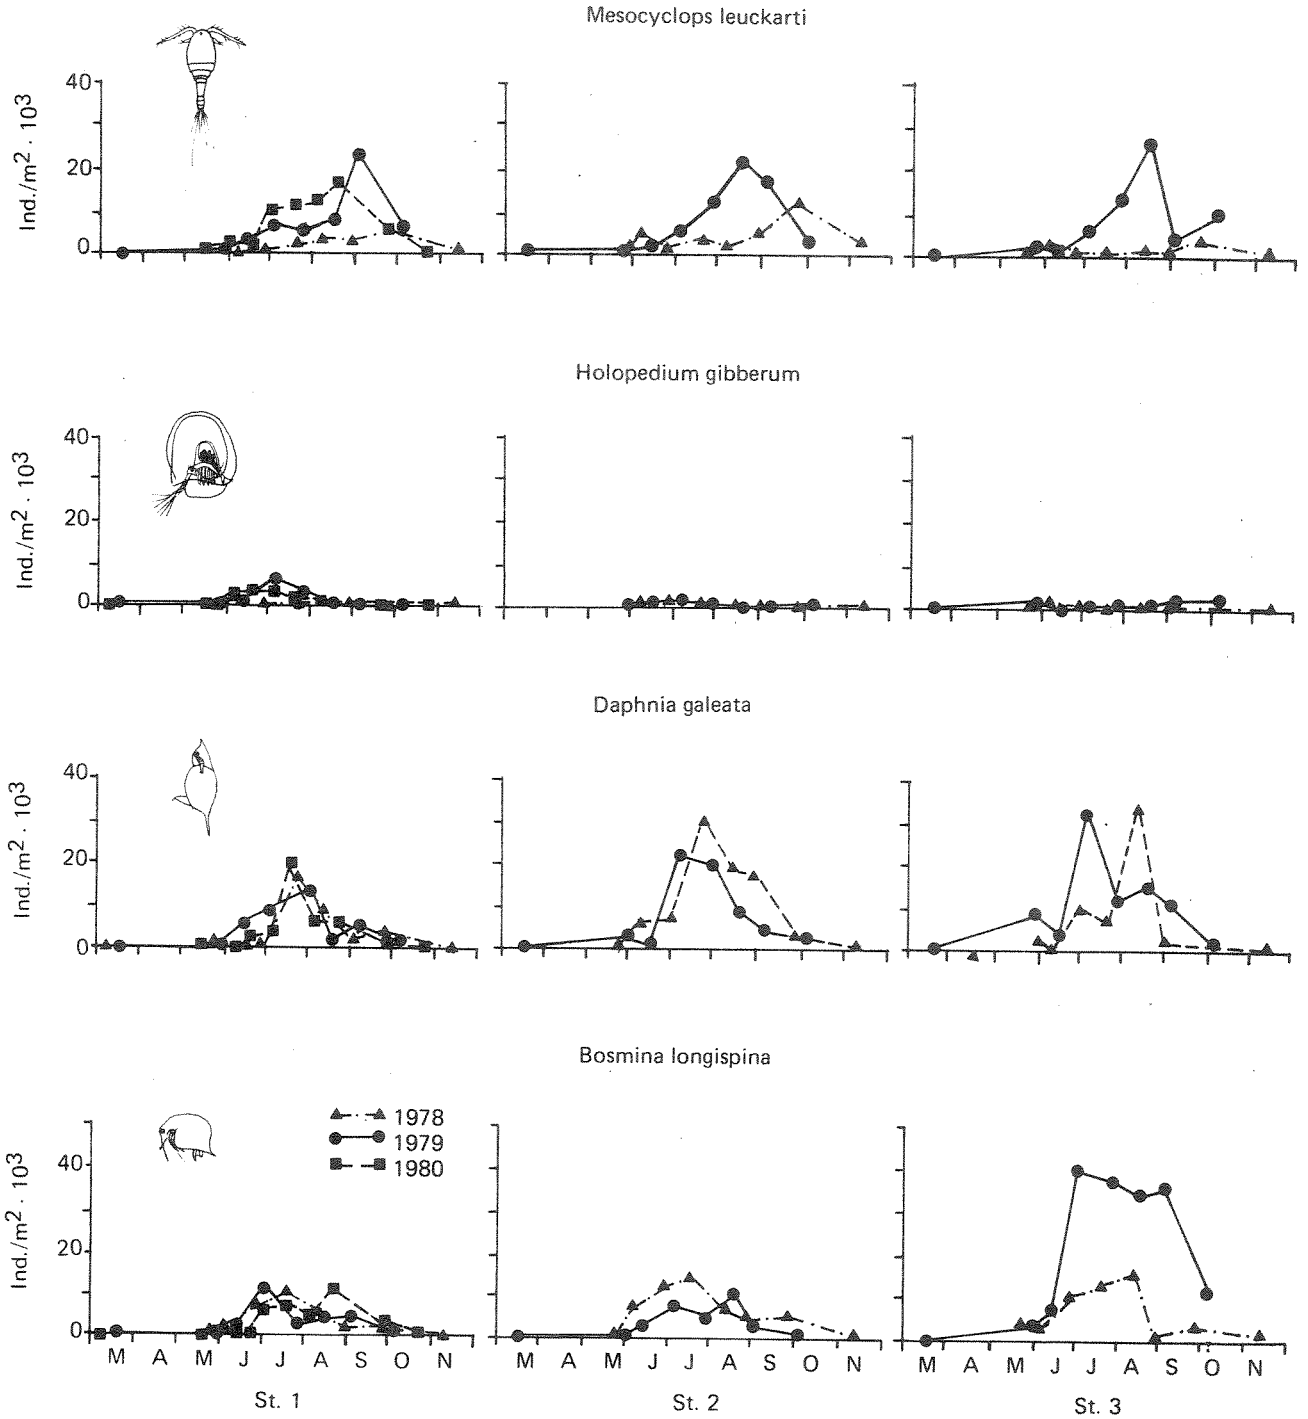 Mesocyclops leuckarti
Ind./m² · 10³
40
20
0
Holopedium gibberum
Ind./m² · 10³
40
20
0
Daphnia galeata
Ind./m² · 10³
40
20
0
Bosmina longispina
Ind./m² · 10³
40
20
0
1978
1979
1980
M A M J J A S O N
M A M J J A S O N
M A M J J A S O N
St. 1
St. 2
St. 3